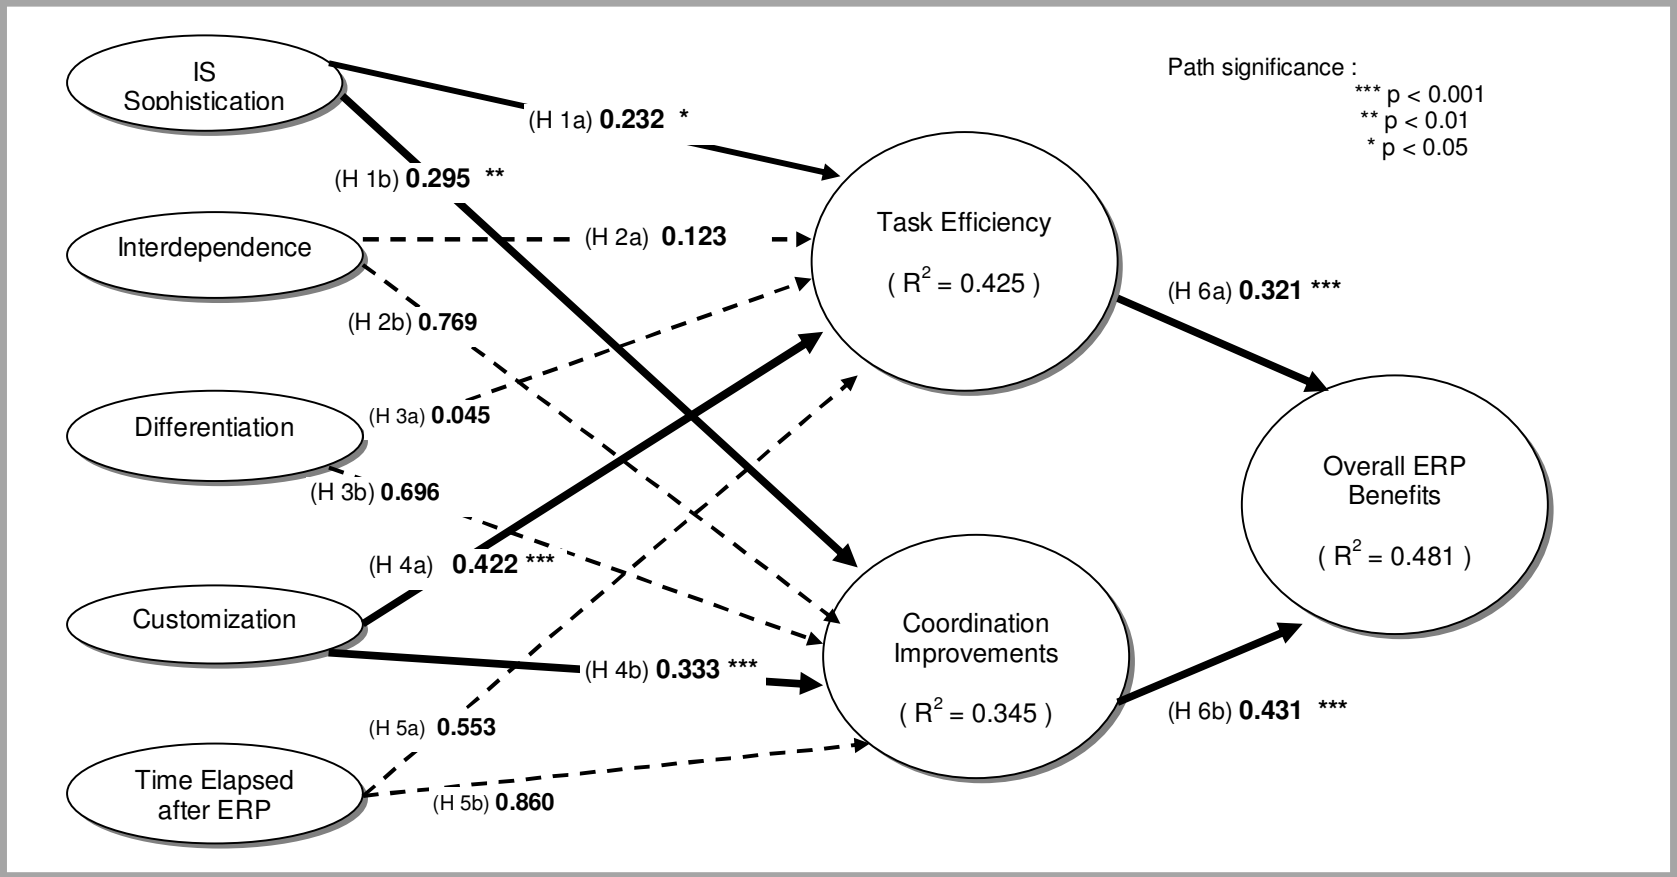 IS
Sophistication
Path significance :
*** p < 0.001
** p < 0.01
* p < 0.05
(H 1a) 0.232 *
(H 1b) 0.295 **
Interdependence
(H 2a) 0.123
(H 2b) 0.769
Task Efficiency
( R2 = 0.425 )
(H 6a) 0.321 ***
Differentiation
(H 3a) 0.045
(H 3b) 0.696
Overall ERP
Benefits
( R2 = 0.481 )
Customization
(H 4a) 0.422 ***
(H 4b) 0.333 ***
Coordination
Improvements
( R2 = 0.345 )
(H 6b) 0.431 ***
Time Elapsed
after ERP
(H 5a) 0.553
(H 5b) 0.860